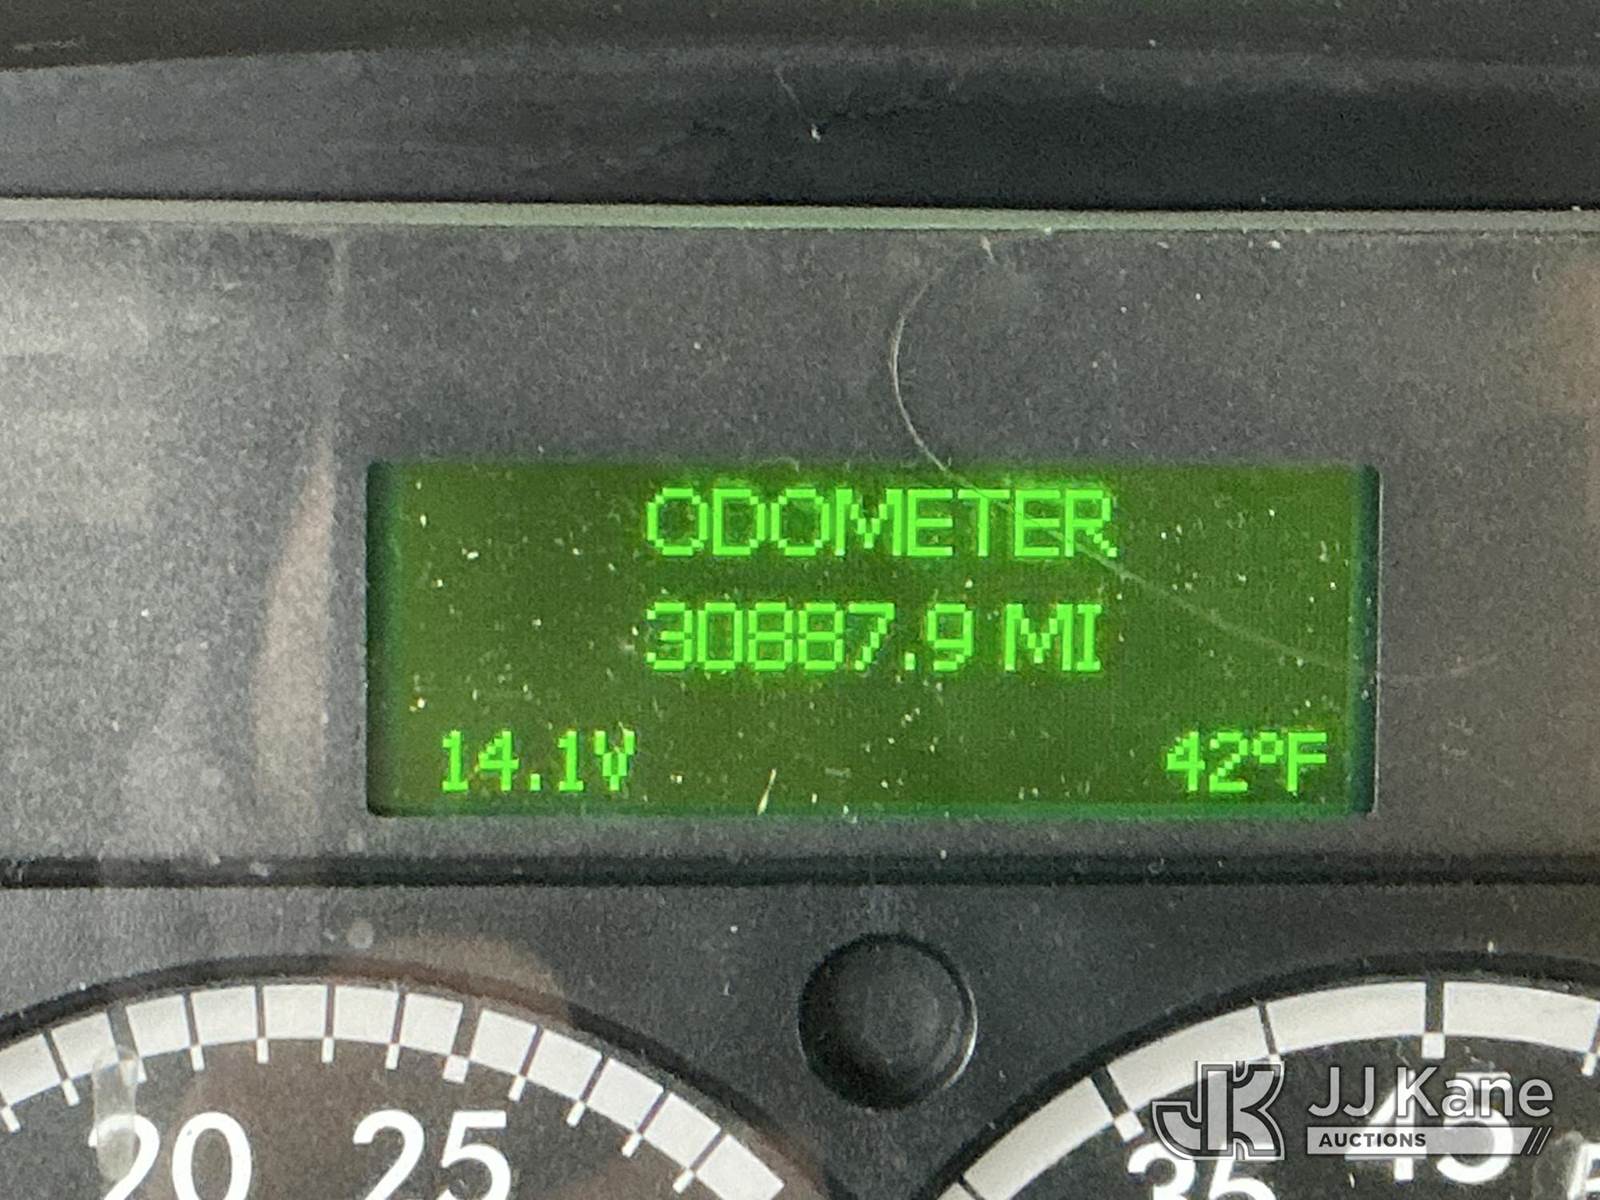 ODOMETER
30887.9 MI
14.1V 42°F
20 25
35 45
JJ Kane
AUCTIONS